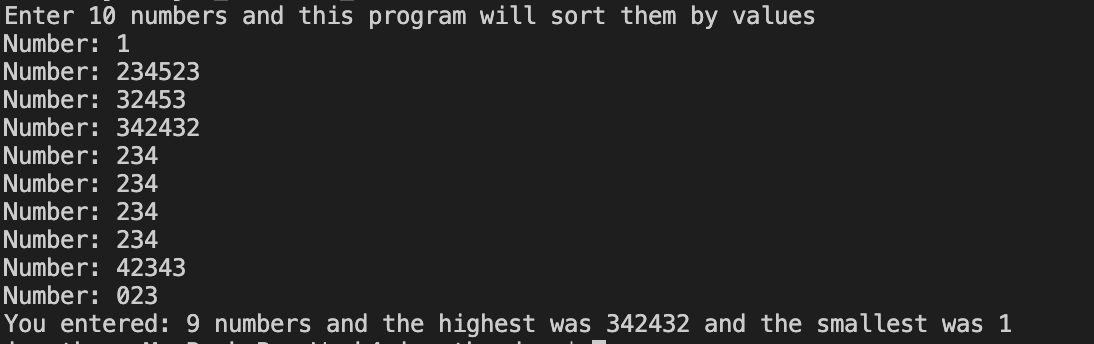 Enter 10 numbers and this program will sort them by values
Number: 1
Number: 234523
Number: 32453
Number: 342432
Number: 234
Number: 234
Number: 234
Number: 234
Number: 42343
Number: 023
You entered: 9 numbers and the highest was 342432 and the smallest was 1